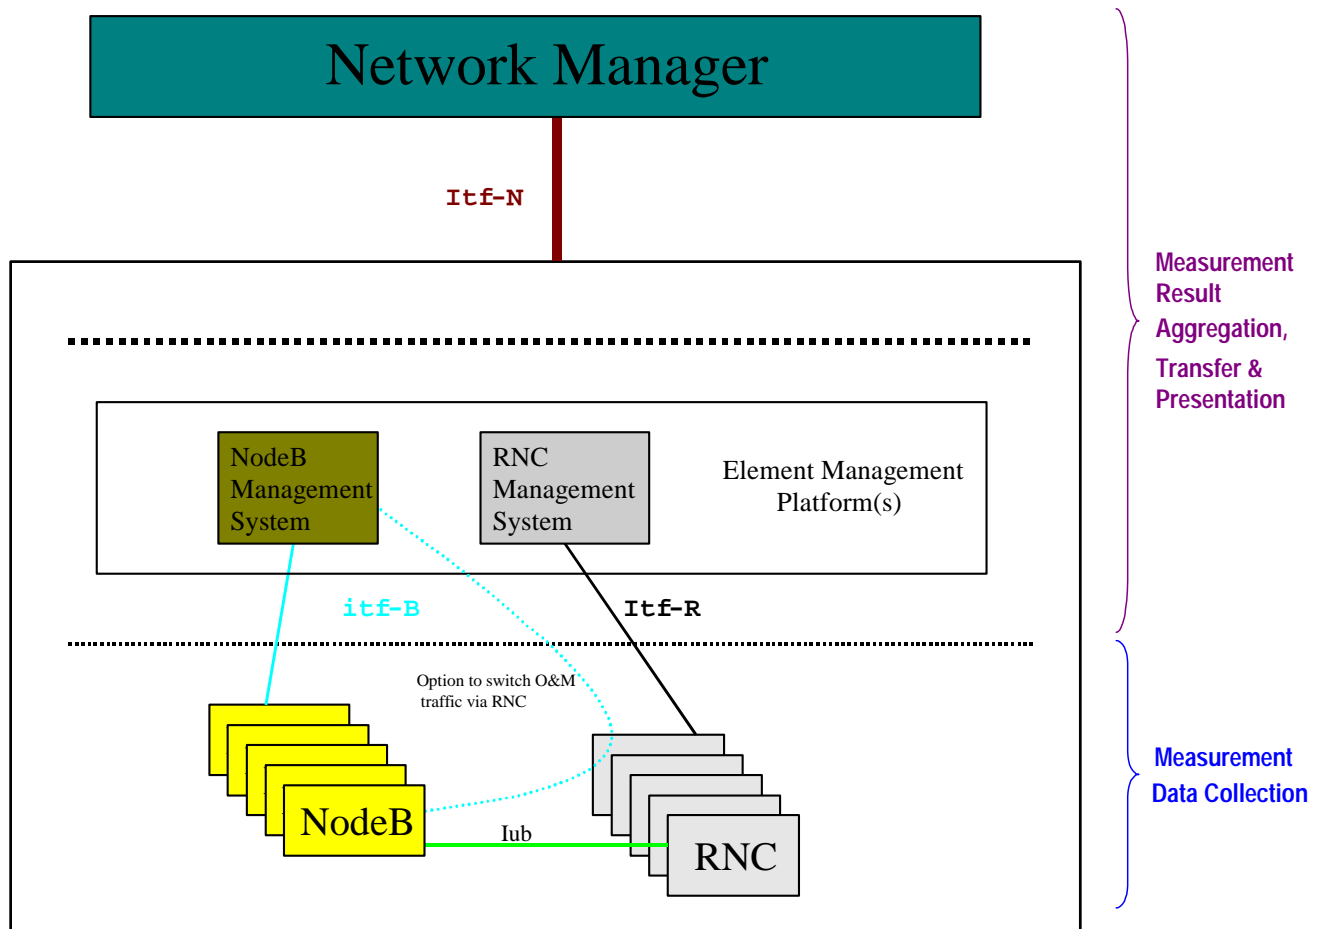 Network Manager
Itf-N
Measurement
Result
Aggregation,
Transfer &
Presentation
NodeB
Management
System
RNC
Management
System
Element Management
Platform(s)
itf-B
Itf-R
Option to switch O&M
traffic via RNC
Measurement
Data Collection
NodeB
Iub
RNC